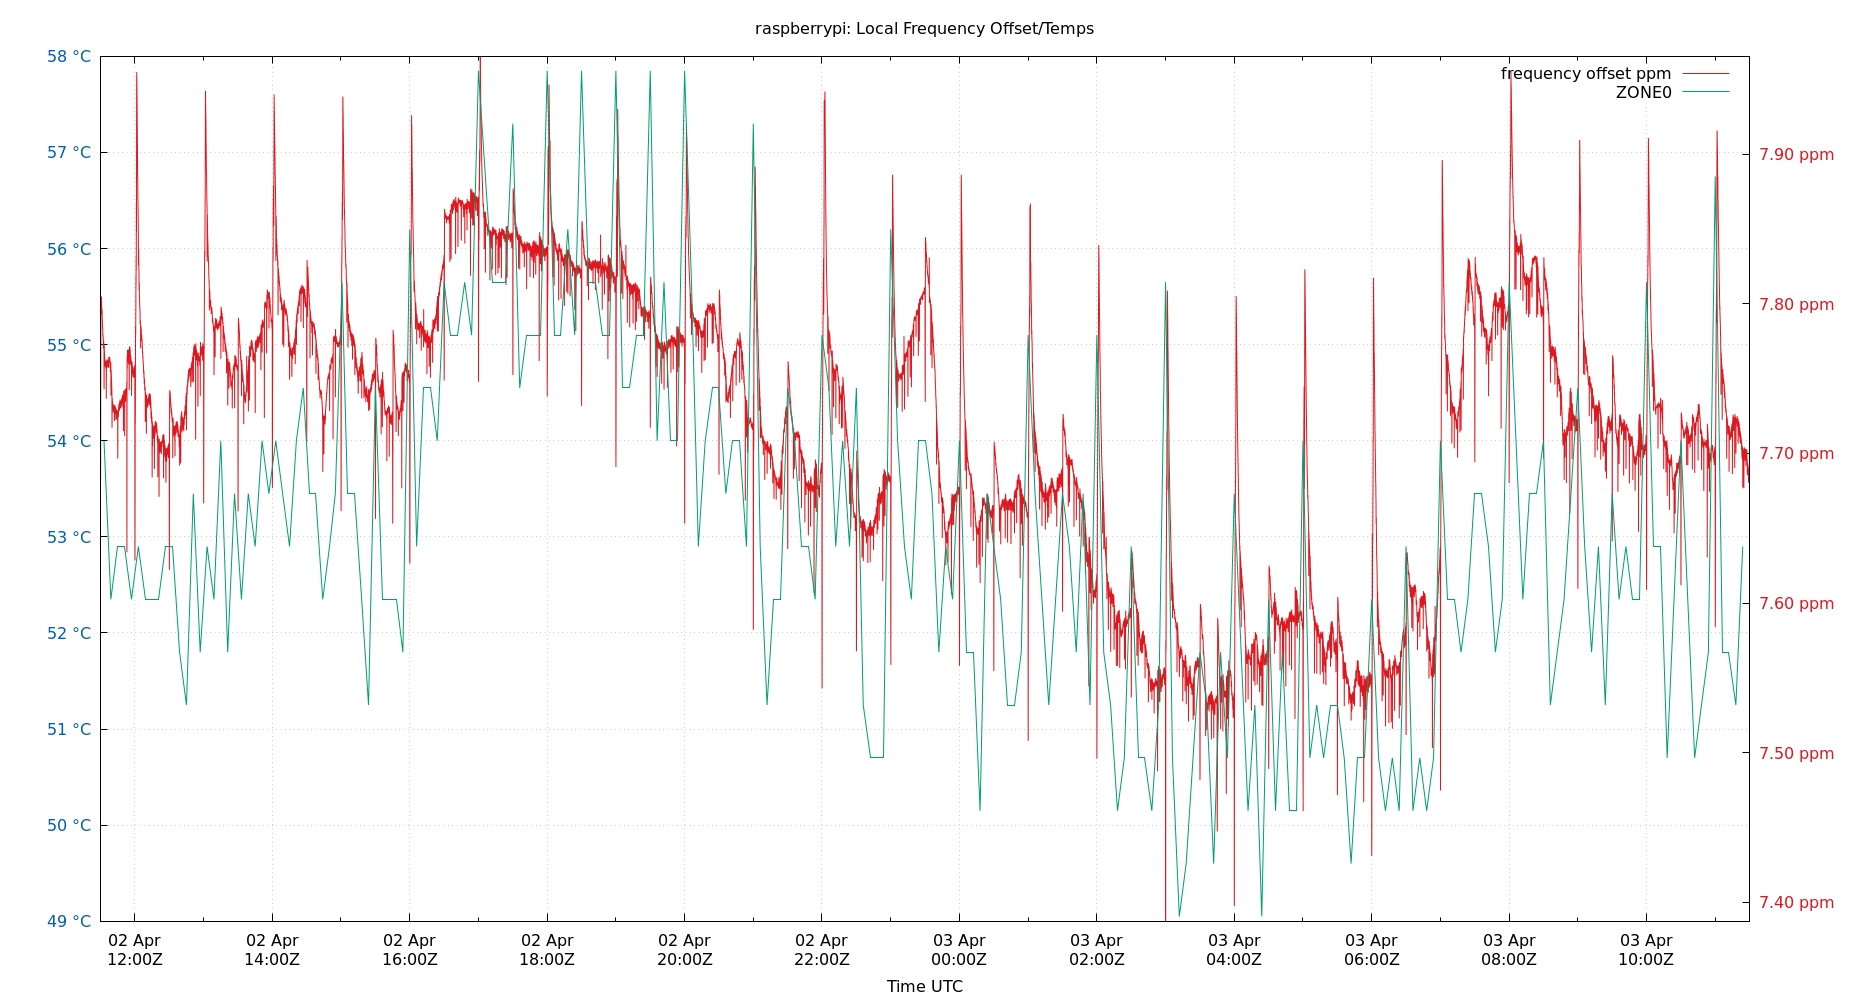 raspberrypi: Local Frequency Offset/Temps
frequency offset ppm
ZONE0
58 °C
57 °C
56 °C
55 °C
54 °C
53 °C
52 °C
51 °C
50 °C
49 °C
7.90 ppm
7.80 ppm
7.70 ppm
7.60 ppm
7.50 ppm
7.40 ppm
02 Apr 02 Apr 02 Apr 02 Apr 02 Apr 02 Apr 03 Apr 03 Apr 03 Apr 03 Apr 03 Apr 03 Apr
12:00Z 14:00Z 16:00Z 18:00Z 20:00Z 22:00Z 00:00Z 02:00Z 04:00Z 06:00Z 08:00Z 10:00Z
Time UTC